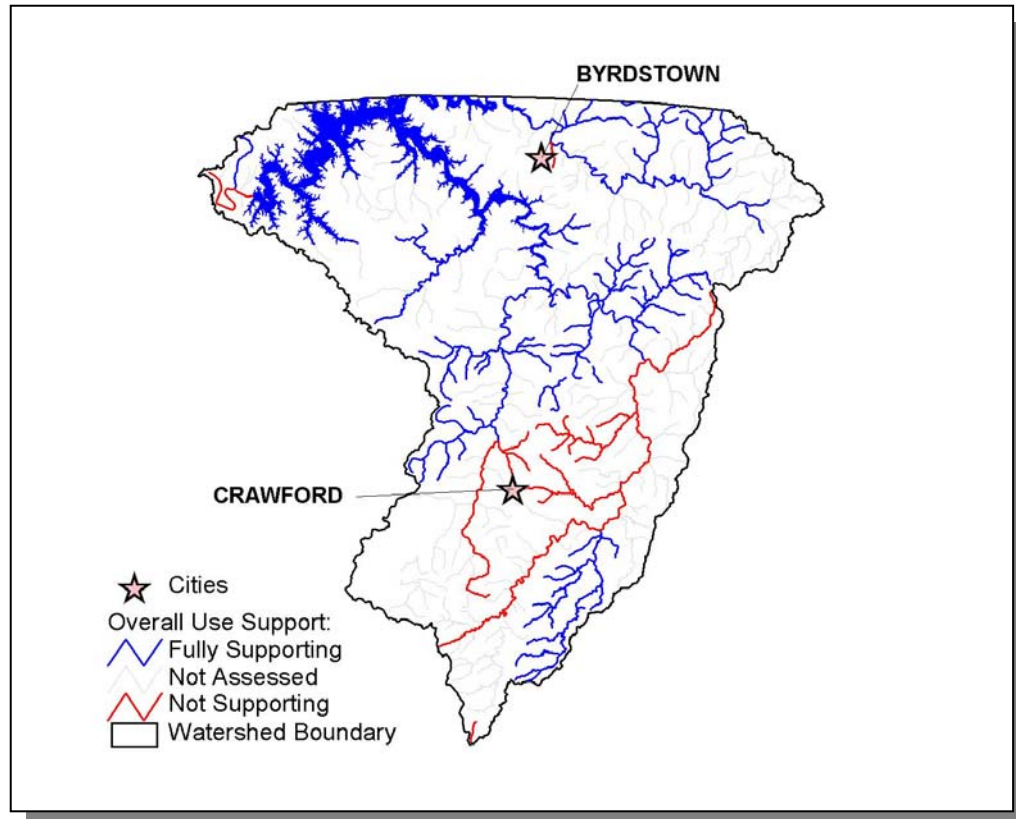 BYRDSTOWN
CRAWFORD
Cities
Overall Use Support:
Fully Supporting
Not Assessed
Not Supporting
Watershed Boundary